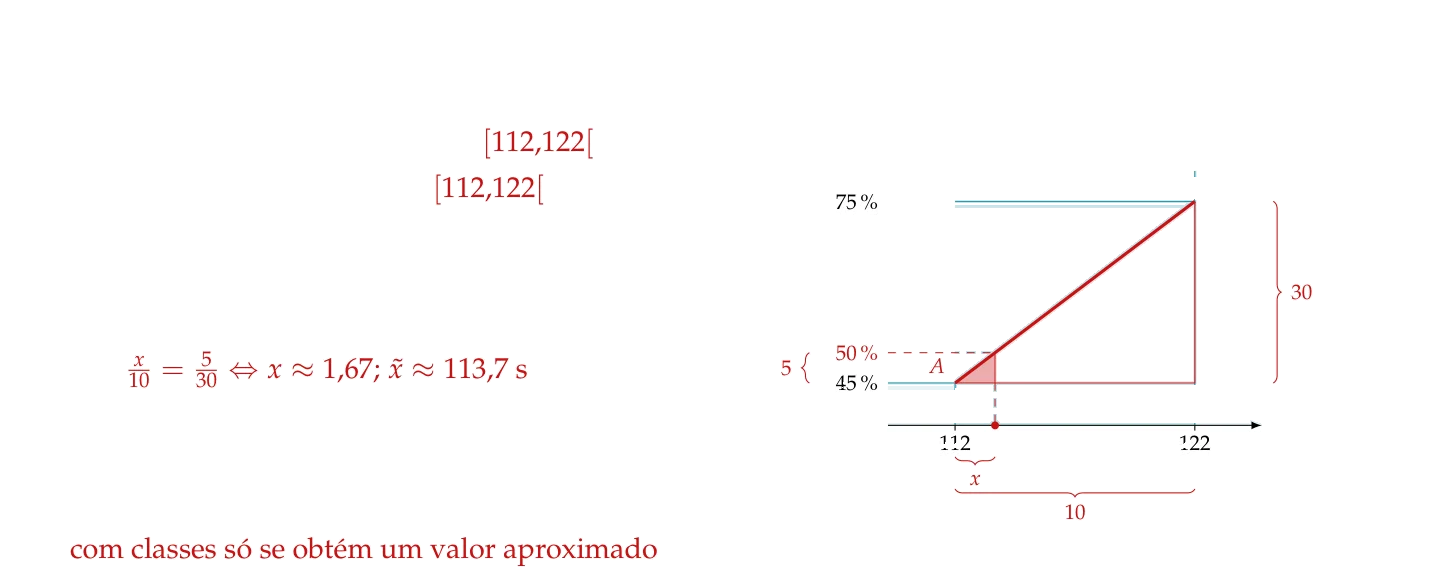 [112,122[
[112,122[
x/10 = 5/30 ⇔ x ≈ 1,67; x̃ ≈ 113,7 s
com classes só se obtém um valor aproximado
75 %
30
5
50 %
A
45 %
112
122
x
10